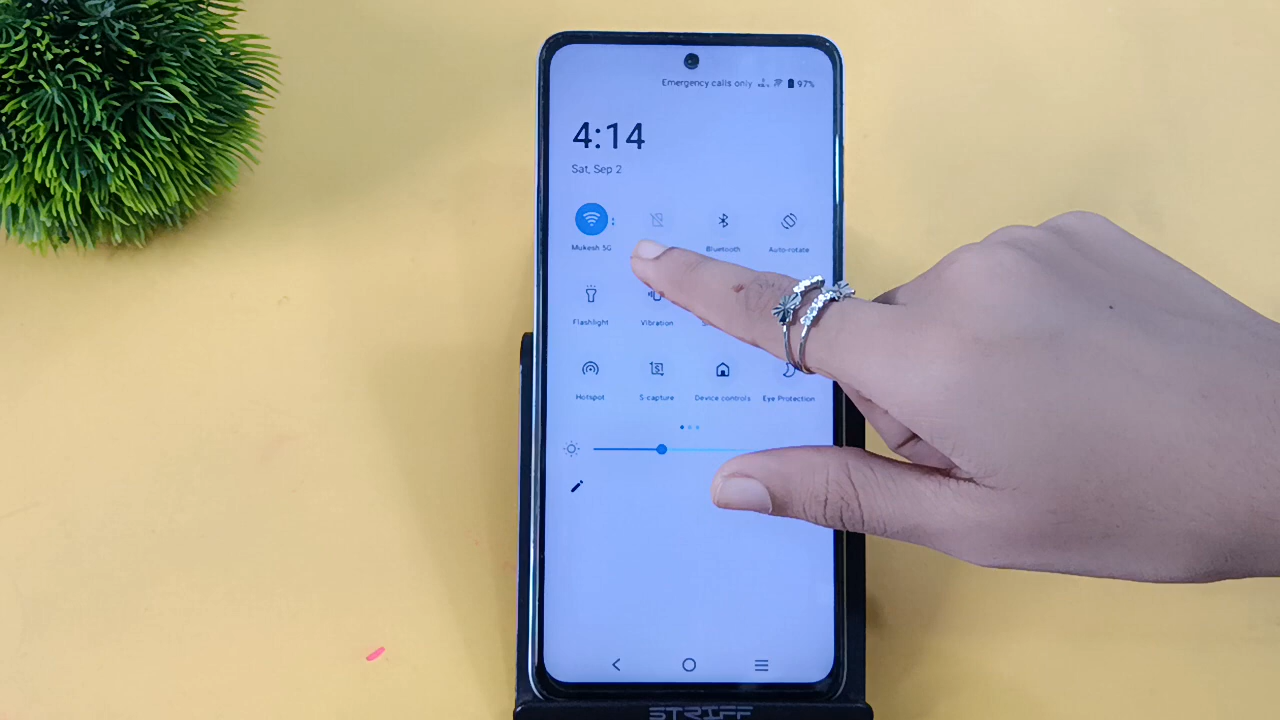 Emergency calls only 97%
4:14
Sat, Sep 2
Mukesh 5G Bluetooth Auto-rotate
Flashlight Vibration
Hotspot S capture Device controls Eye Protection
STRIFF